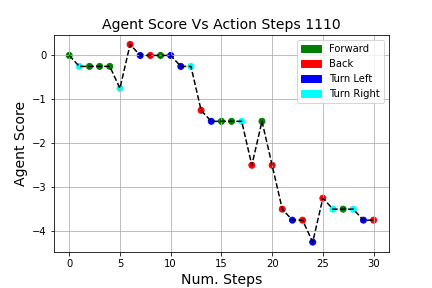 Agent Score Vs Action Steps 1110
Agent Score
0
−1
−2
−3
−4
Forward
Back
Turn Left
Turn Right
0 5 10 15 20 25 30
Num. Steps